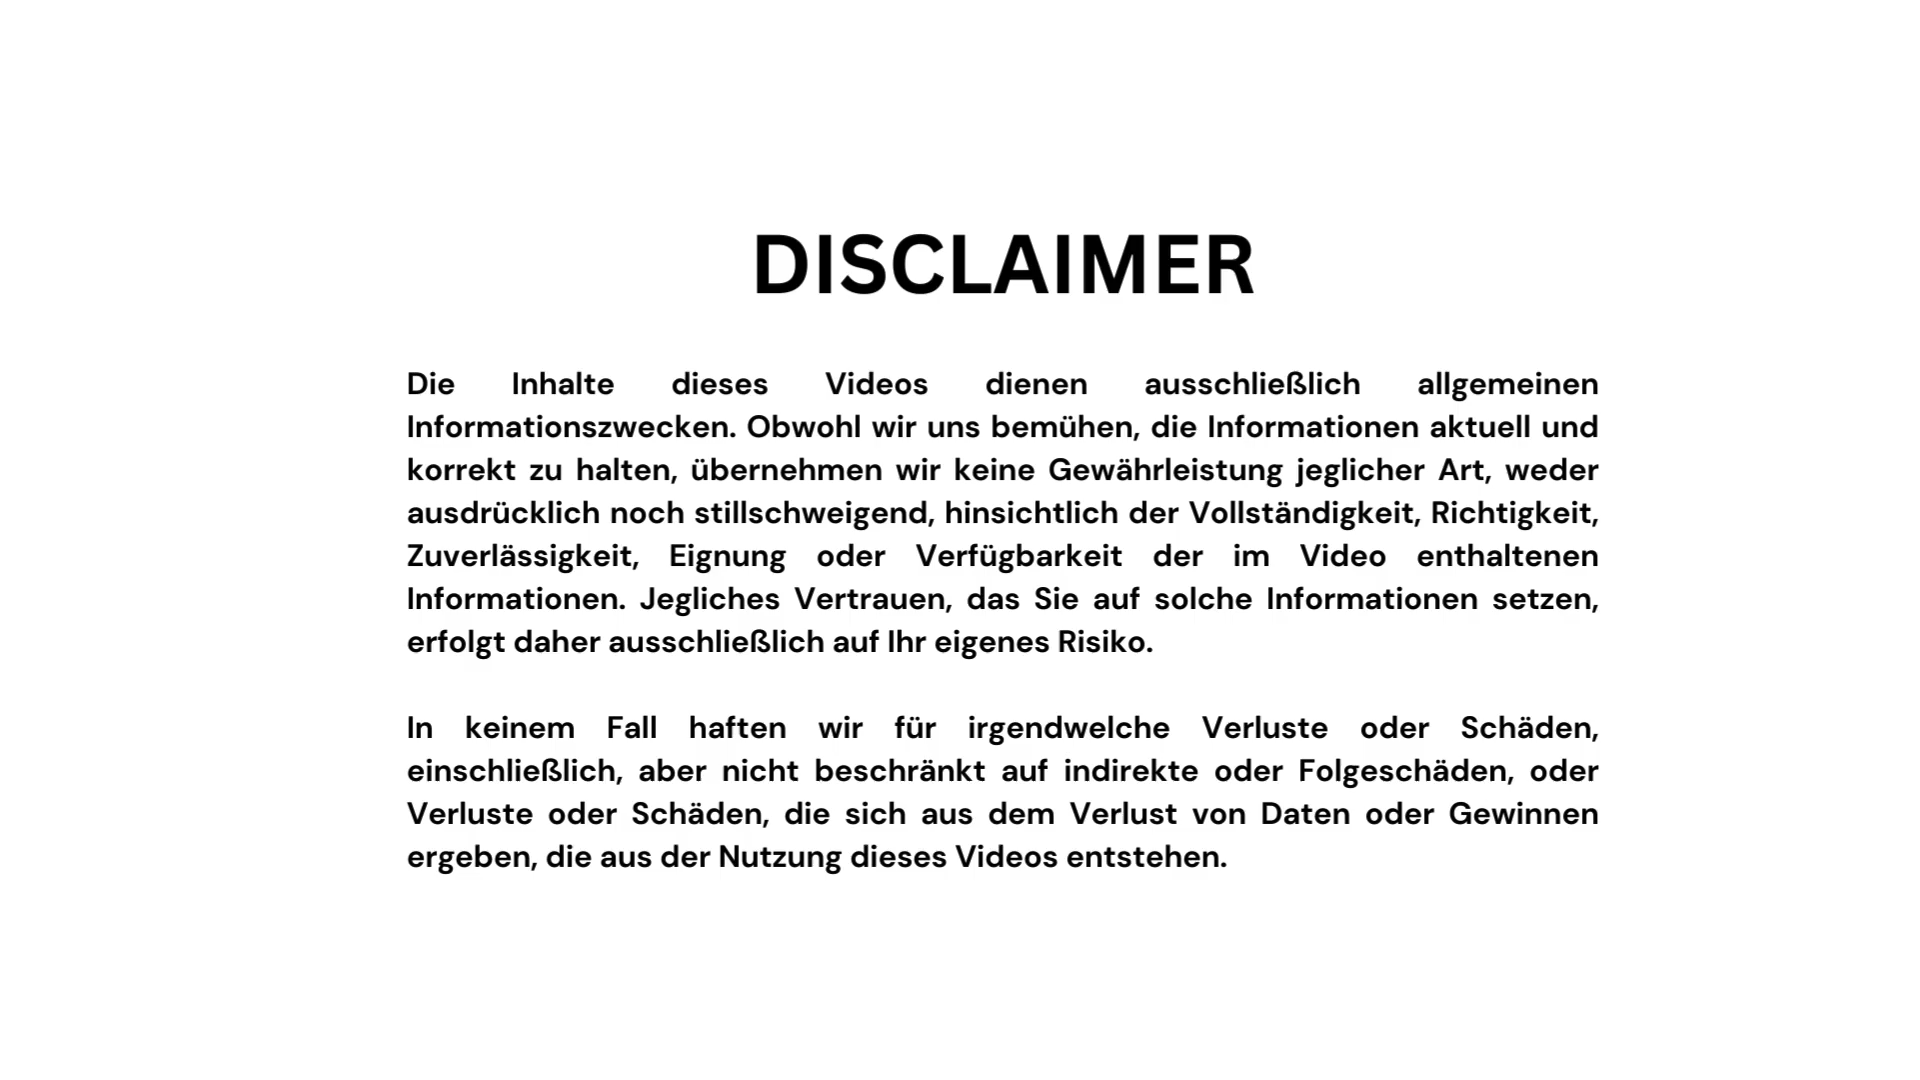 DISCLAIMER
Die Inhalte dieses Videos dienen ausschließlich allgemeinen
Informationszwecken. Obwohl wir uns bemühen, die Informationen aktuell und
korrekt zu halten, übernehmen wir keine Gewährleistung jeglicher Art, weder
ausdrücklich noch stillschweigend, hinsichtlich der Vollständigkeit, Richtigkeit,
Zuverlässigkeit, Eignung oder Verfügbarkeit der im Video enthaltenen
Informationen. Jegliches Vertrauen, das Sie auf solche Informationen setzen,
erfolgt daher ausschließlich auf Ihr eigenes Risiko.
In keinem Fall haften wir für irgendwelche Verluste oder Schäden,
einschließlich, aber nicht beschränkt auf indirekte oder Folgeschäden, oder
Verluste oder Schäden, die sich aus dem Verlust von Daten oder Gewinnen
ergeben, die aus der Nutzung dieses Videos entstehen.